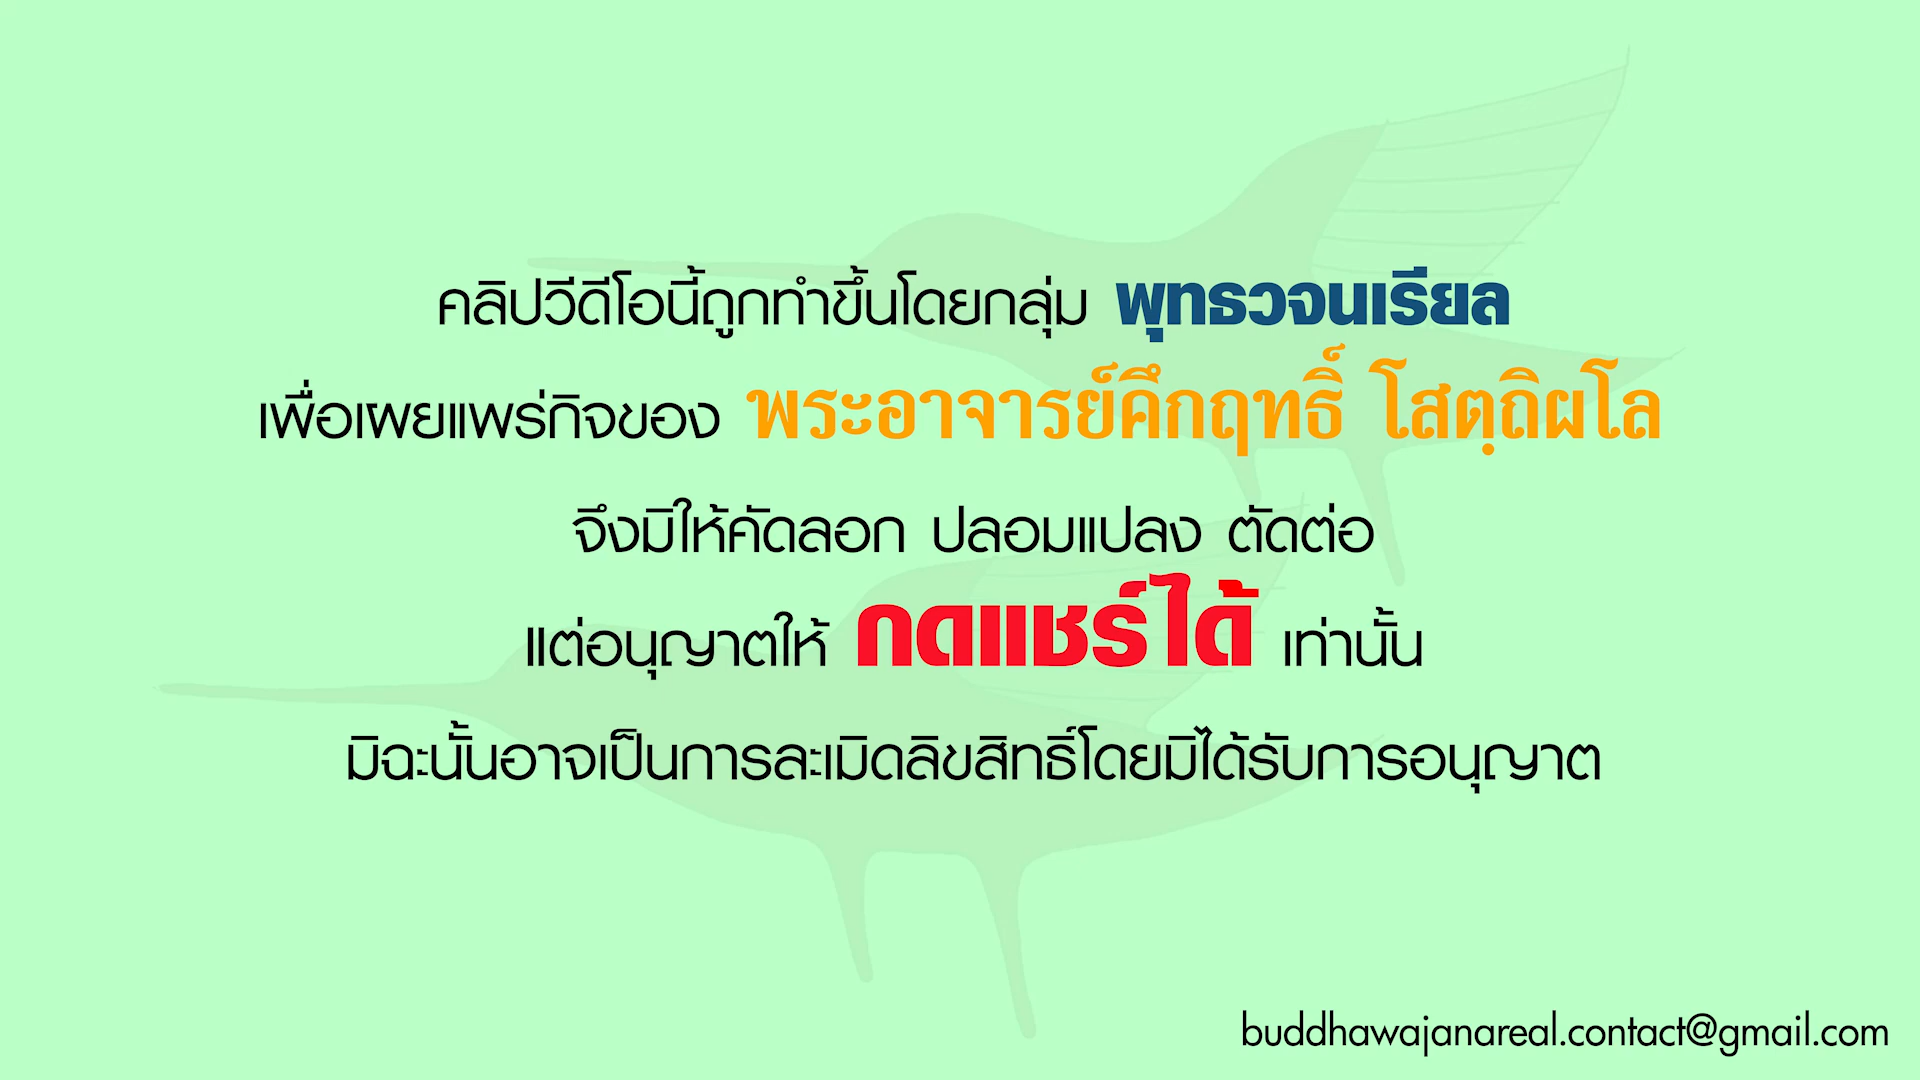 คลิปวีดีโอนี้ถูกทำขึ้นโดยกลุ่ม พุทธวจนเรียล
เพื่อเผยแพร่กิจของ พระอาจารย์คึกฤทธิ์ โสตฺถิผโล
จึงมิให้คัดลอก ปลอมแปลง ตัดต่อ
แต่อนุญาตให้ กดแชร์ได้ เท่านั้น
มิฉะนั้นอาจเป็นการละเมิดลิขสิทธิ์โดยมิได้รับการอนุญาต
buddhawajanareal.contact@gmail.com